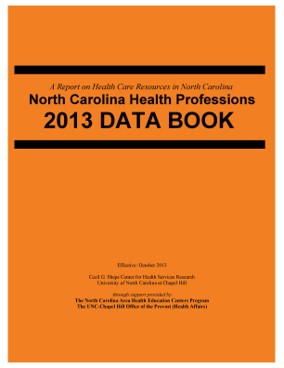 A Report on Health Care Resources in North Carolina
North Carolina Health Professions
2013 DATA BOOK
Effective: October 2013
Cecil G. Sheps Center for Health Services Research
University of North Carolina at Chapel Hill
through support provided by:
The North Carolina Area Health Education Centers Program
The UNC-Chapel Hill Office of the Provost (Health Affairs)